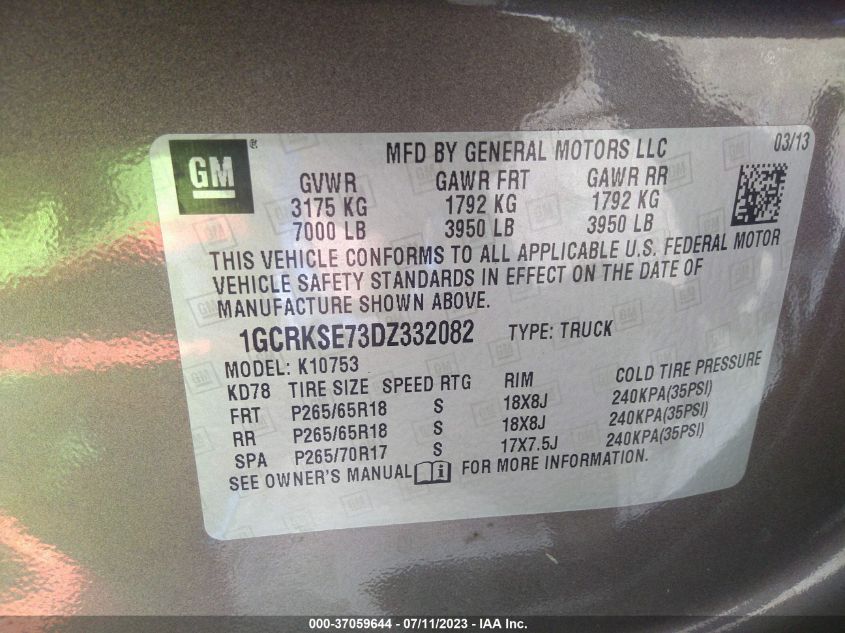 GM ®
MFD BY GENERAL MOTORS LLC 03/13
GVWR GAWR FRT GAWR RR
3175 KG 1792 KG 1792 KG
7000 LB 3950 LB 3950 LB
THIS VEHICLE CONFORMS TO ALL APPLICABLE U.S. FEDERAL MOTOR
VEHICLE SAFETY STANDARDS IN EFFECT ON THE DATE OF
MANUFACTURE SHOWN ABOVE.
1GCRKSE73DZ332082 TYPE: TRUCK
MODEL: K10753
KD78 TIRE SIZE SPEED RTG RIM COLD TIRE PRESSURE
FRT P265/65R18 S 18X8J 240KPA(35PSI)
RR P265/65R18 S 18X8J 240KPA(35PSI)
SPA P265/70R17 S 17X7.5J 240KPA(35PSI)
SEE OWNER'S MANUAL i FOR MORE INFORMATION.
000-37059644 - 07/11/2023 - IAA Inc.